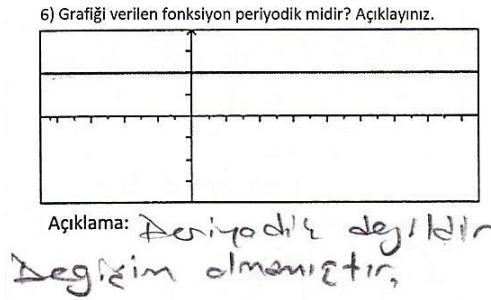 6) Grafiği verilen fonksiyon periyodik midir? Açıklayınız.
Açıklama: Periyodik değildir
Değişim olmamıştır,